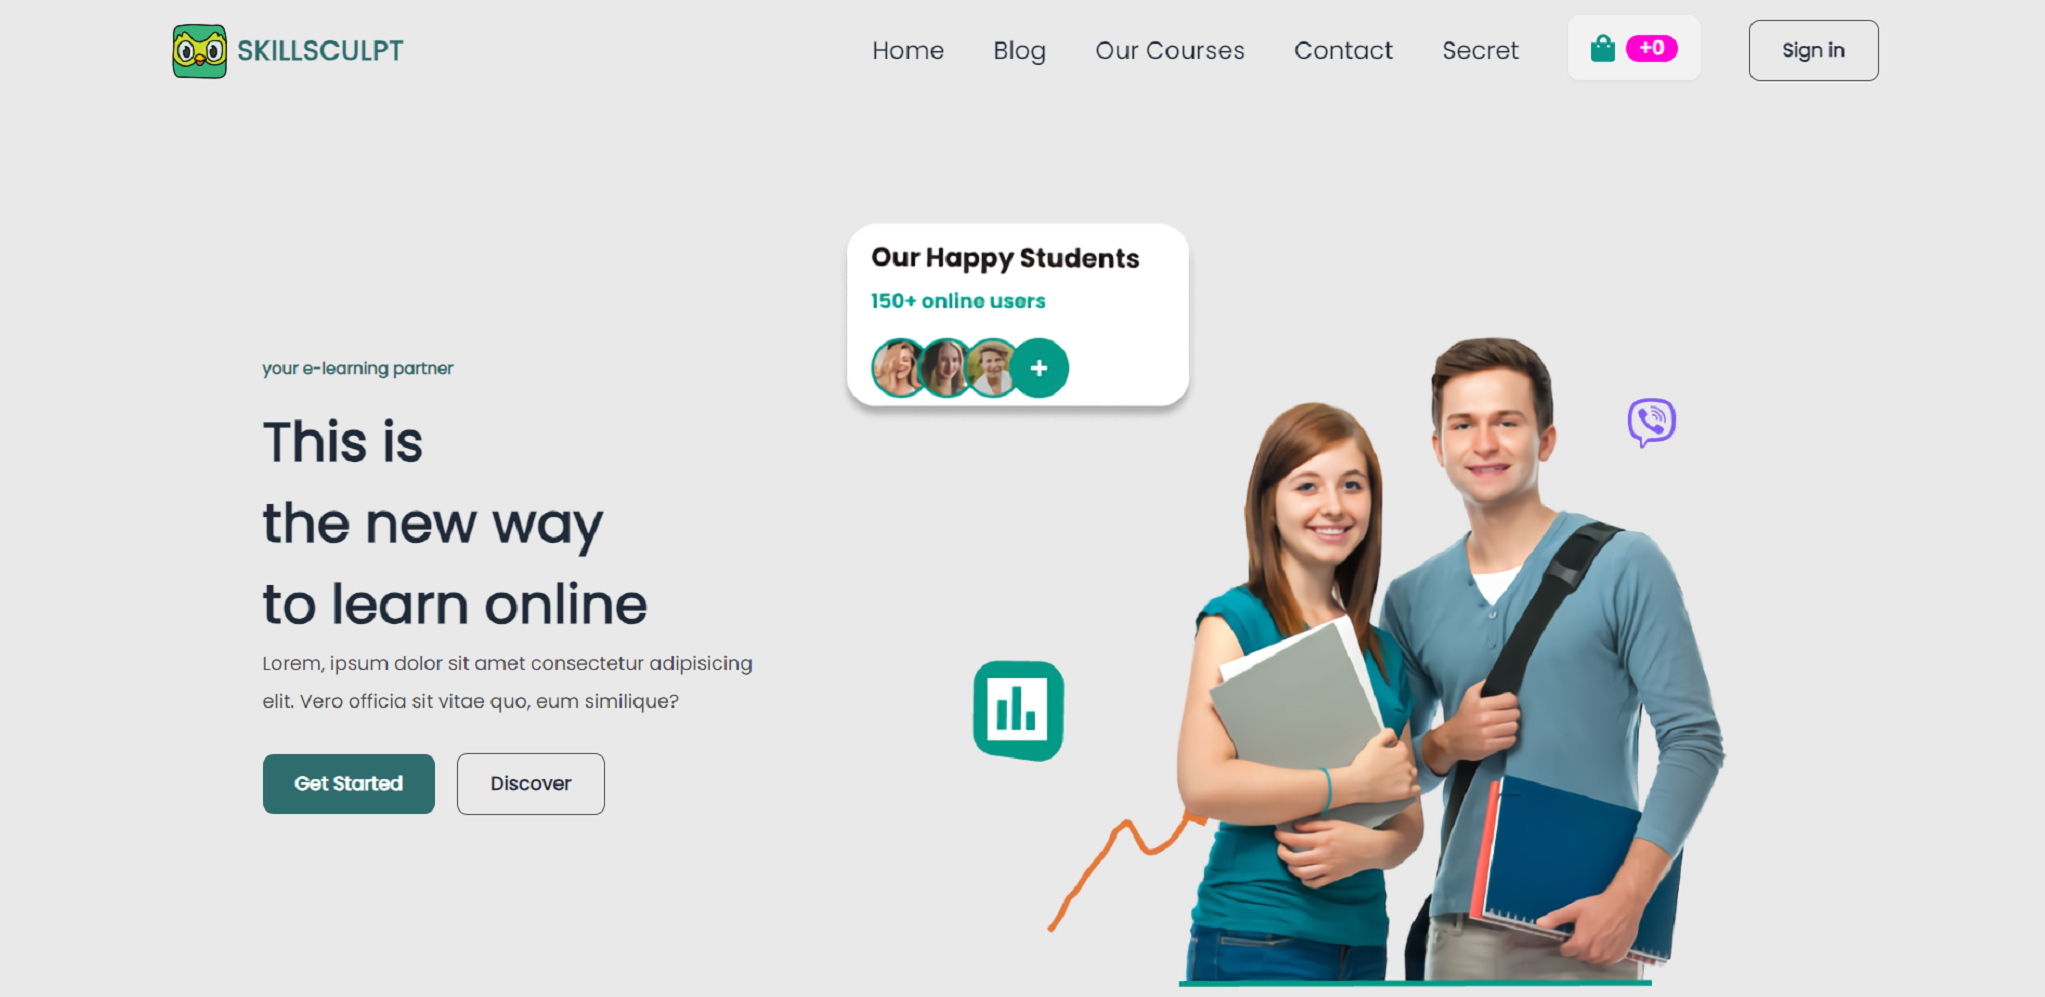 SKILLSCULPT
Home
Blog
Our Courses
Contact
Secret
+0
Sign in
Our Happy Students
150+ online users
+
your e-learning partner
This is
the new way
to learn online
Lorem, ipsum dolor sit amet consectetur adipisicing
elit. Vero officia sit vitae quo, eum similique?
Get Started
Discover